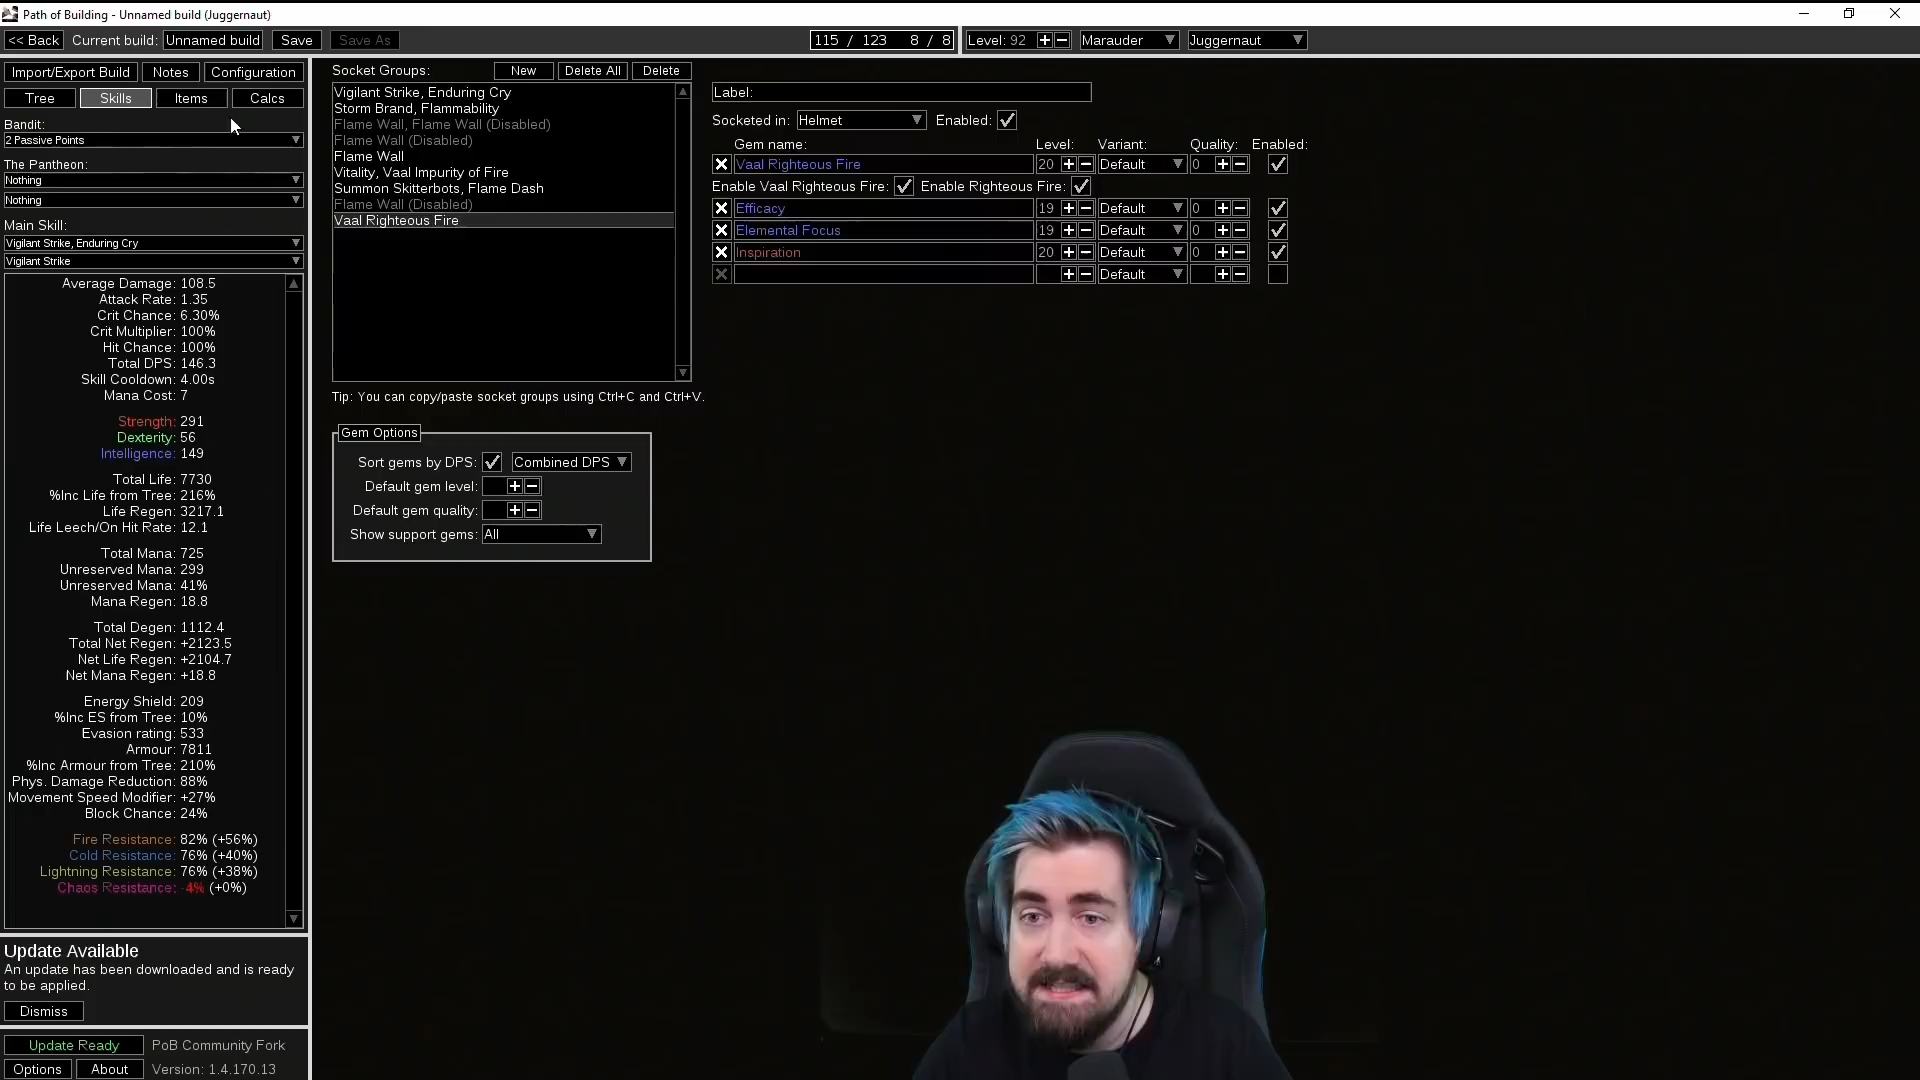 Path of Building - Unnamed build (Juggernaut)
<< Back Current build: Unnamed build Save Save As 115 / 123 8 / 8 Level: 92 Marauder Juggernaut
Import/Export Build Notes Configuration
Tree Skills Items Calcs
Bandit:
2 Passive Points
The Pantheon:
Nothing
Nothing
Main Skill:
Vigilant Strike, Enduring Cry
Vigilant Strike
Average Damage: 108.5
Attack Rate: 1.35
Crit Chance: 6.30%
Crit Multiplier: 100%
Hit Chance: 100%
Total DPS: 146.3
Skill Cooldown: 4.00s
Mana Cost: 7
Strength: 291
Dexterity: 56
Intelligence: 149
Total Life: 7730
%Inc Life from Tree: 216%
Life Regen: 3217.1
Life Leech/On Hit Rate: 12.1
Total Mana: 725
Unreserved Mana: 299
Unreserved Mana: 41%
Mana Regen: 18.8
Total Degen: 1112.4
Total Net Regen: +2123.5
Net Life Regen: +2104.7
Net Mana Regen: +18.8
Energy Shield: 209
%Inc ES from Tree: 10%
Evasion rating: 533
Armour: 7811
%Inc Armour from Tree: 210%
Phys. Damage Reduction: 88%
Movement Speed Modifier: +27%
Block Chance: 24%
Fire Resistance: 82% (+56%)
Cold Resistance: 76% (+40%)
Lightning Resistance: 76% (+38%)
Chaos Resistance: -4% (+0%)
Update Available
An update has been downloaded and is ready
to be applied.
Dismiss
Update Ready PoB Community Fork
Options About Version: 1.4.170.13
Socket Groups: New Delete All Delete
Vigilant Strike, Enduring Cry
Storm Brand, Flammability
Flame Wall, Flame Wall (Disabled)
Flame Wall (Disabled)
Flame Wall
Vitality, Vaal Impurity of Fire
Summon Skitterbots, Flame Dash
Flame Wall (Disabled)
Vaal Righteous Fire
Tip: You can copy/paste socket groups using Ctrl+C and Ctrl+V.
Gem Options
Sort gems by DPS: Combined DPS
Default gem level:
Default gem quality:
Show support gems: All
Label:
Socketed in: Helmet Enabled:
Gem name: Level: Variant: Quality: Enabled:
Vaal Righteous Fire 20 Default 0
Enable Vaal Righteous Fire: Enable Righteous Fire:
Efficacy 19 Default 0
Elemental Focus 19 Default 0
Inspiration 20 Default 0
Default